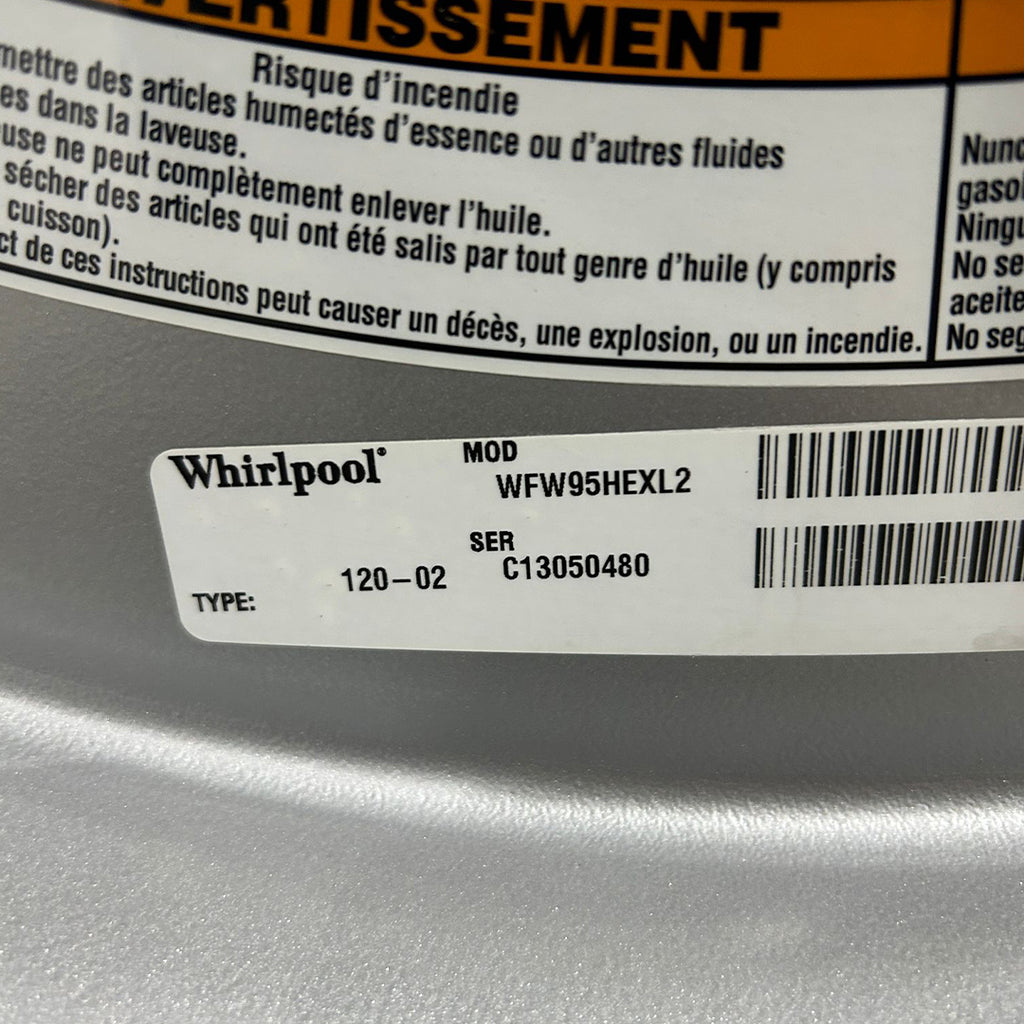 VERTISSEMENT
Risque d'incendie
mettre des articles humectés d'essence ou d'autres fluides
es dans la laveuse.
use ne peut complètement enlever l'huile.
sécher des articles qui ont été salis par tout genre d'huile (y compris
cuisson).
ct de ces instructions peut causer un décès, une explosion, ou un incendie.
Nunc
gasol
Ningu
No se
aceite
No seg
Whirlpool®
MOD
WFW95HEXL2
SER
C13050480
TYPE: 120-02